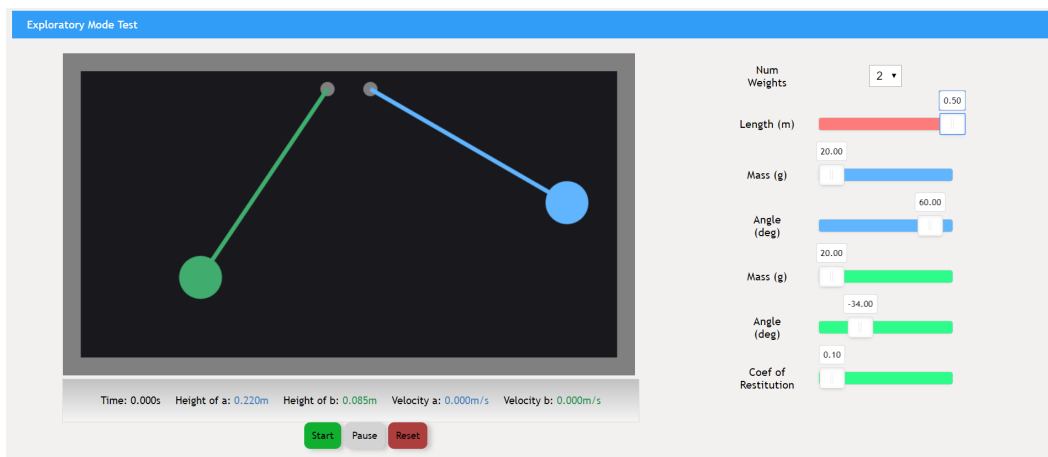 Exploratory Mode Test
Num
Weights
2
0.50
Length (m)
20.00
Mass (g)
60.00
Angle
(deg)
20.00
Mass (g)
-34.00
Angle
(deg)
0.10
Coef of
Restitution
Time: 0.000s Height of a: 0.220m Height of b: 0.085m Velocity a: 0.000m/s Velocity b: 0.000m/s
Start Pause Reset